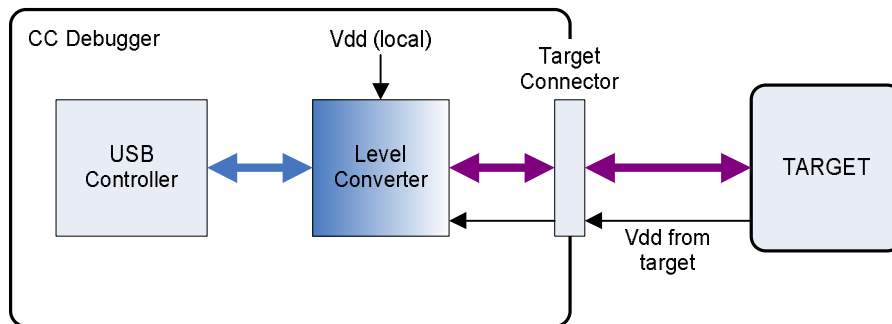 CC Debugger
Vdd (local)
Target
Connector
USB
Controller
Level
Converter
TARGET
Vdd from
target